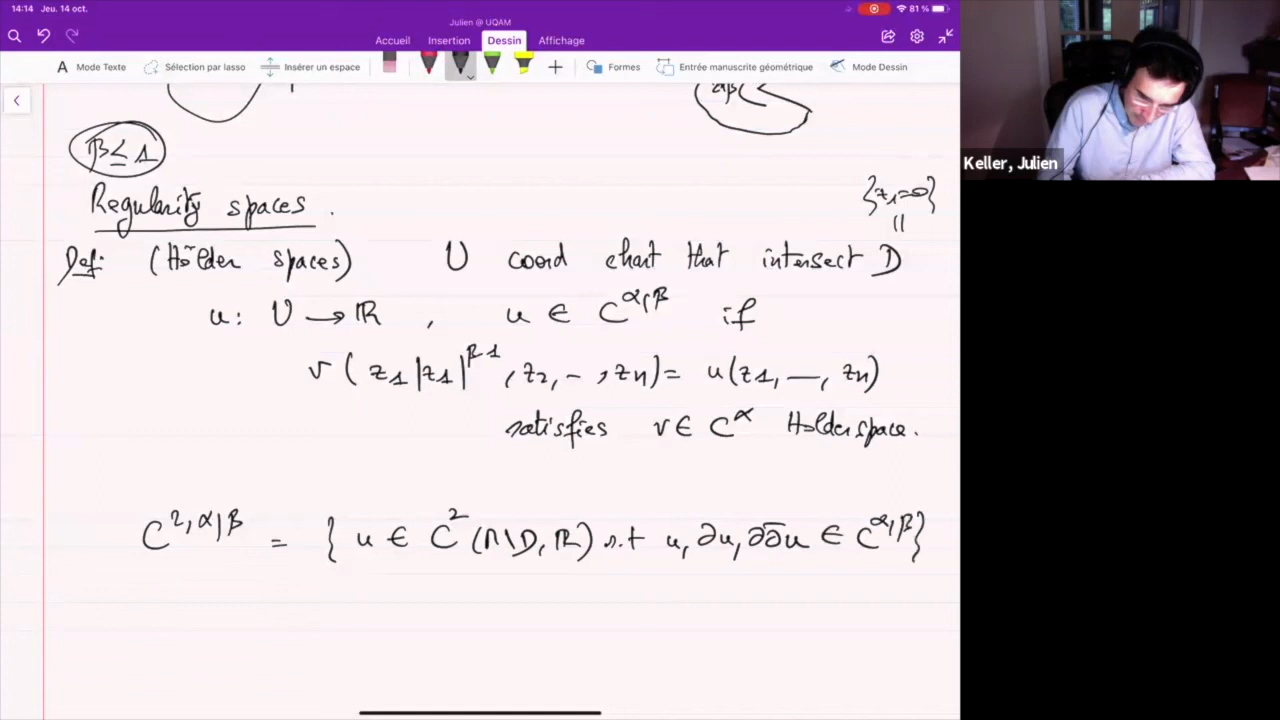 14:14 Jeu. 14 oct.
81 %
Julien @ UQAM
Accueil Insertion Dessin Affichage
A Mode Texte Sélection par lasso Insérer un espace Formes Entrée manuscrite géométrique Mode Dessin
β ≤ 1
Keller, Julien
Regularity spaces.
{z1=0}
||
Def: (Hölder spaces) U coord chart that intersect D
u: U → ℝ, u ∈ C^{α,β} if
v(z1|z1|^{β-1}, z2, -, zn) = u(z1, —, zn)
satisfies v ∈ C^α Holder space.
C^{2,α,β} = { u ∈ C^2(M\D, ℝ) s.t u, ∂u, ∂∂̄u ∈ C^{α,β} }